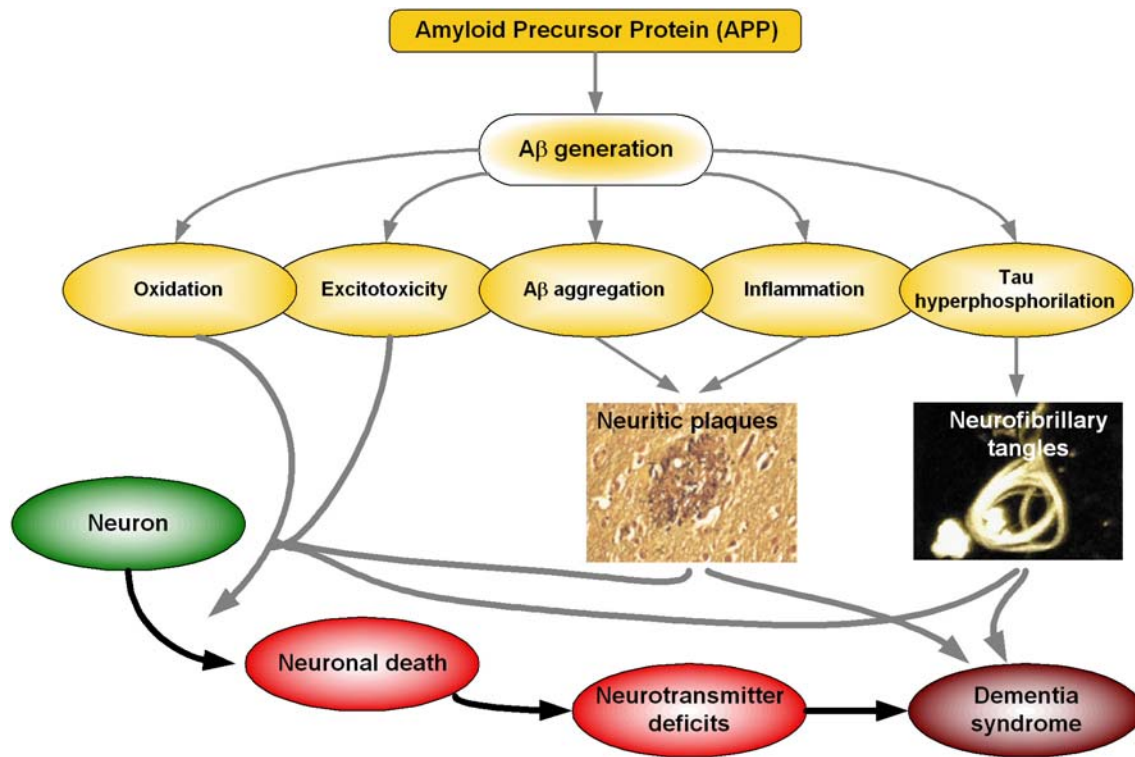 Amyloid Precursor Protein (APP)
Aβ generation
Oxidation
Excitotoxicity
Aβ aggregation
Inflammation
Tau
hyperphosphorilation
Neuritic plaques
Neurofibrillary
tangles
Neuron
Neuronal death
Neurotransmitter
deficits
Dementia
syndrome